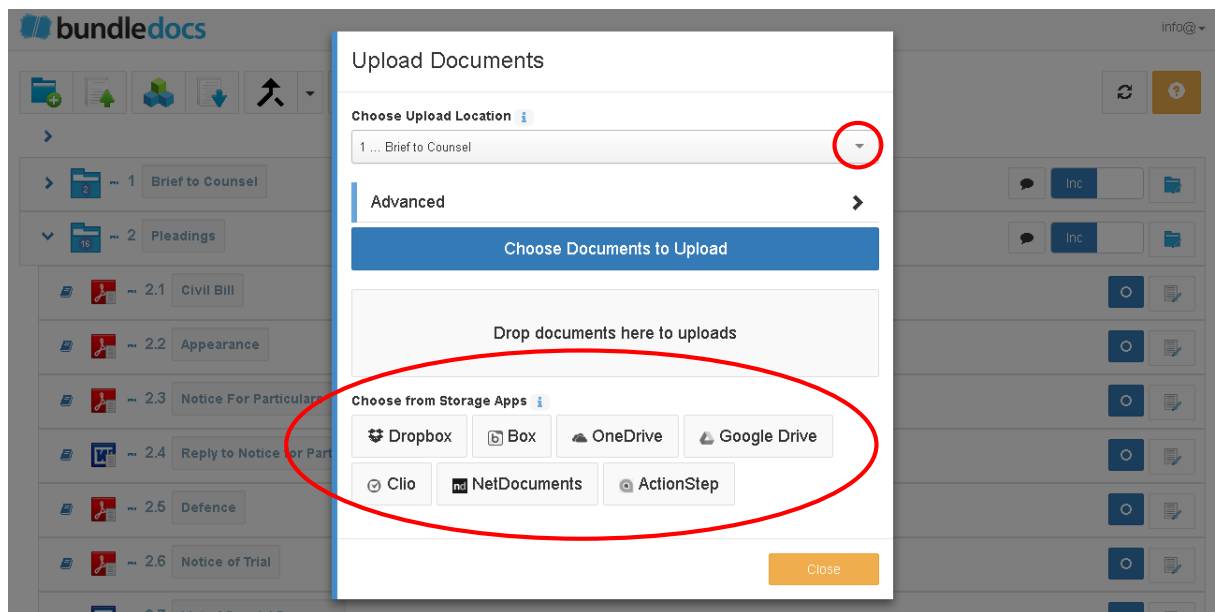 bundledocs
info@
Upload Documents
Choose Upload Location i
1 ... Brief to Counsel
Advanced
Choose Documents to Upload
Drop documents here to uploads
Choose from Storage Apps i
Dropbox Box OneDrive Google Drive
Clio nd NetDocuments ActionStep
Close
2 1 Brief to Counsel Inc
16 2 Pleadings Inc
2.1 Civil Bill
2.2 Appearance
2.3 Notice For Particulars
2.4 Reply to Notice for Part
2.5 Defence
2.6 Notice of Trial